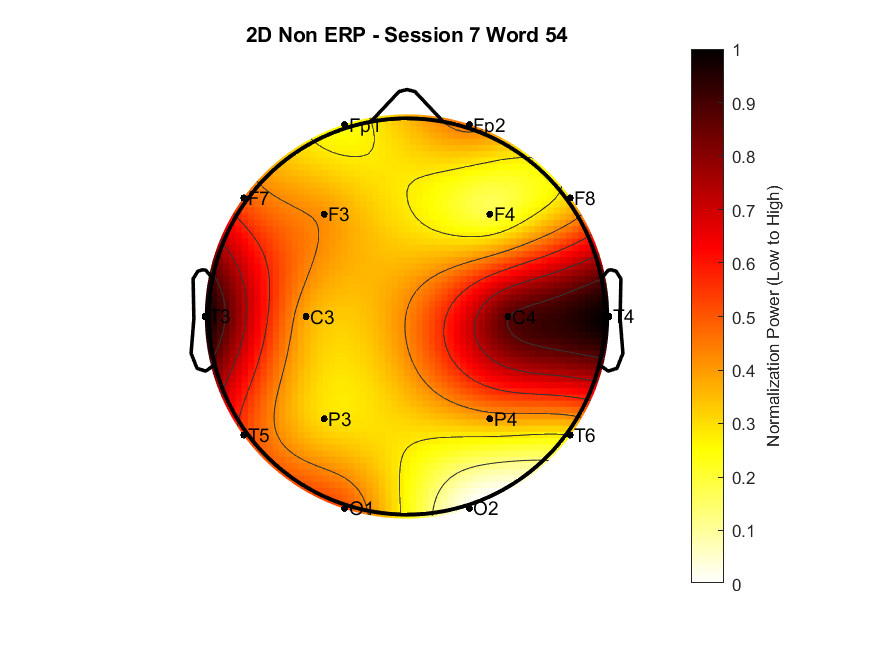 2D Non ERP - Session 7 Word 54
Fp1 Fp2
F7 F3 F4 F8
T3 C3 C4 T4
T5 P3 P4 T6
O1 O2
1
0.9
0.8
0.7
0.6
0.5
0.4
0.3
0.2
0.1
0
Normalization Power (Low to High)